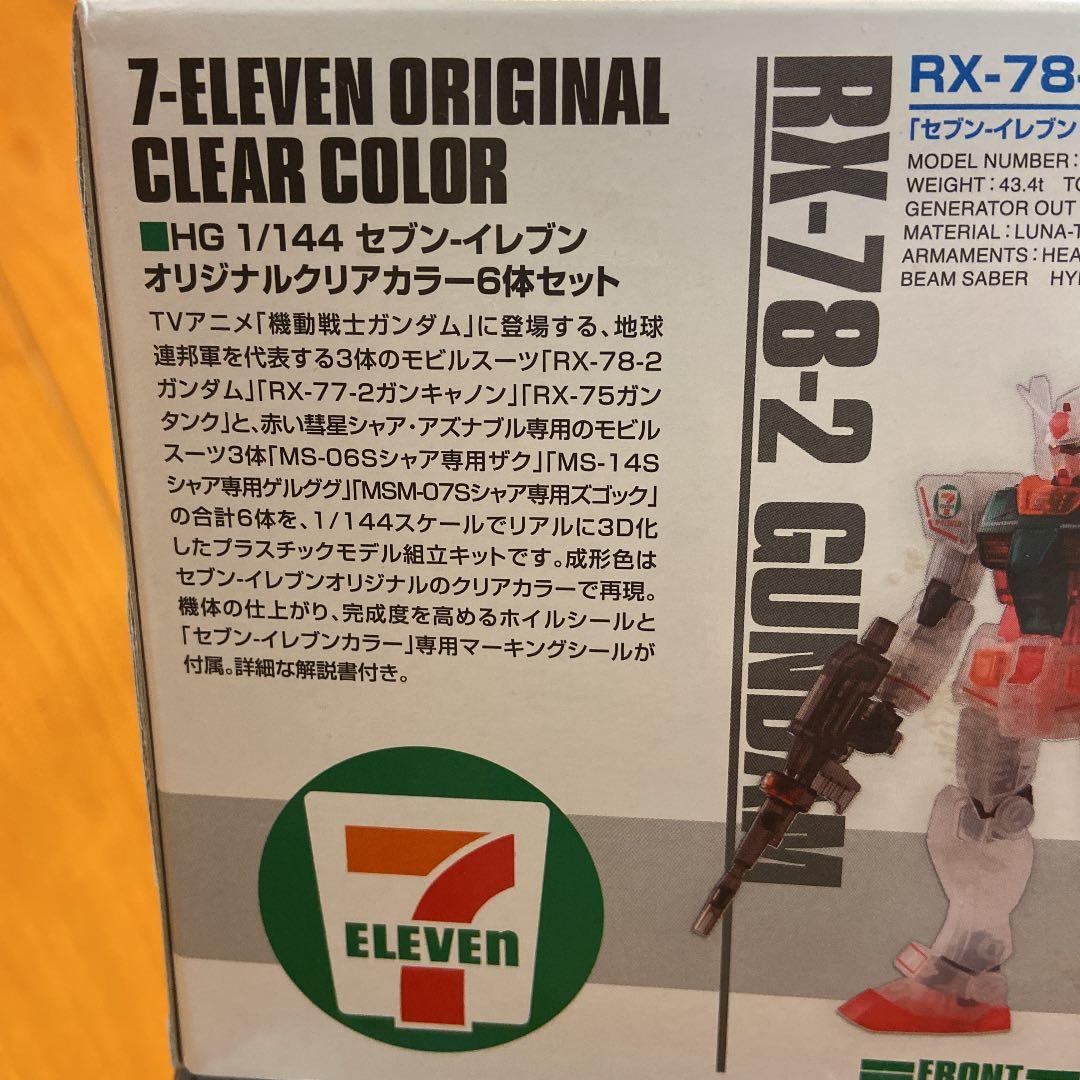 7-ELEVEN ORIGINAL
CLEAR COLOR
■HG 1/144 セブン-イレブン
オリジナルクリアカラー6体セット
TVアニメ「機動戦士ガンダム」に登場する、地球
連邦軍を代表する3体のモビルスーツ「RX-78-2
ガンダム」「RX-77-2ガンキャノン」「RX-75ガン
タンク」と、赤い彗星シャア・アズナブル専用のモビル
スーツ3体「MS-06Sシャア専用ザク」「MS-14S
シャア専用ゲルググ」「MSM-07Sシャア専用ズゴック」
の合計6体を、1/144スケールでリアルに3D化
したプラスチックモデル組立キットです。成形色は
セブン-イレブンオリジナルのクリアカラーで再現。
機体の仕上がり、完成度を高めるホイルシールと
「セブン-イレブンカラー」専用マーキングシールが
付属。詳細な解説書付き。
7
ELEVEn
RX-78-2 GUNDAM
RX-78-
「セブン-イレブン
MODEL NUMBER:
WEIGHT:43.4t
GENERATOR OUT
MATERIAL:LUNA-T
ARMAMENTS:HEA
BEAM SABER HY
7
FRONT